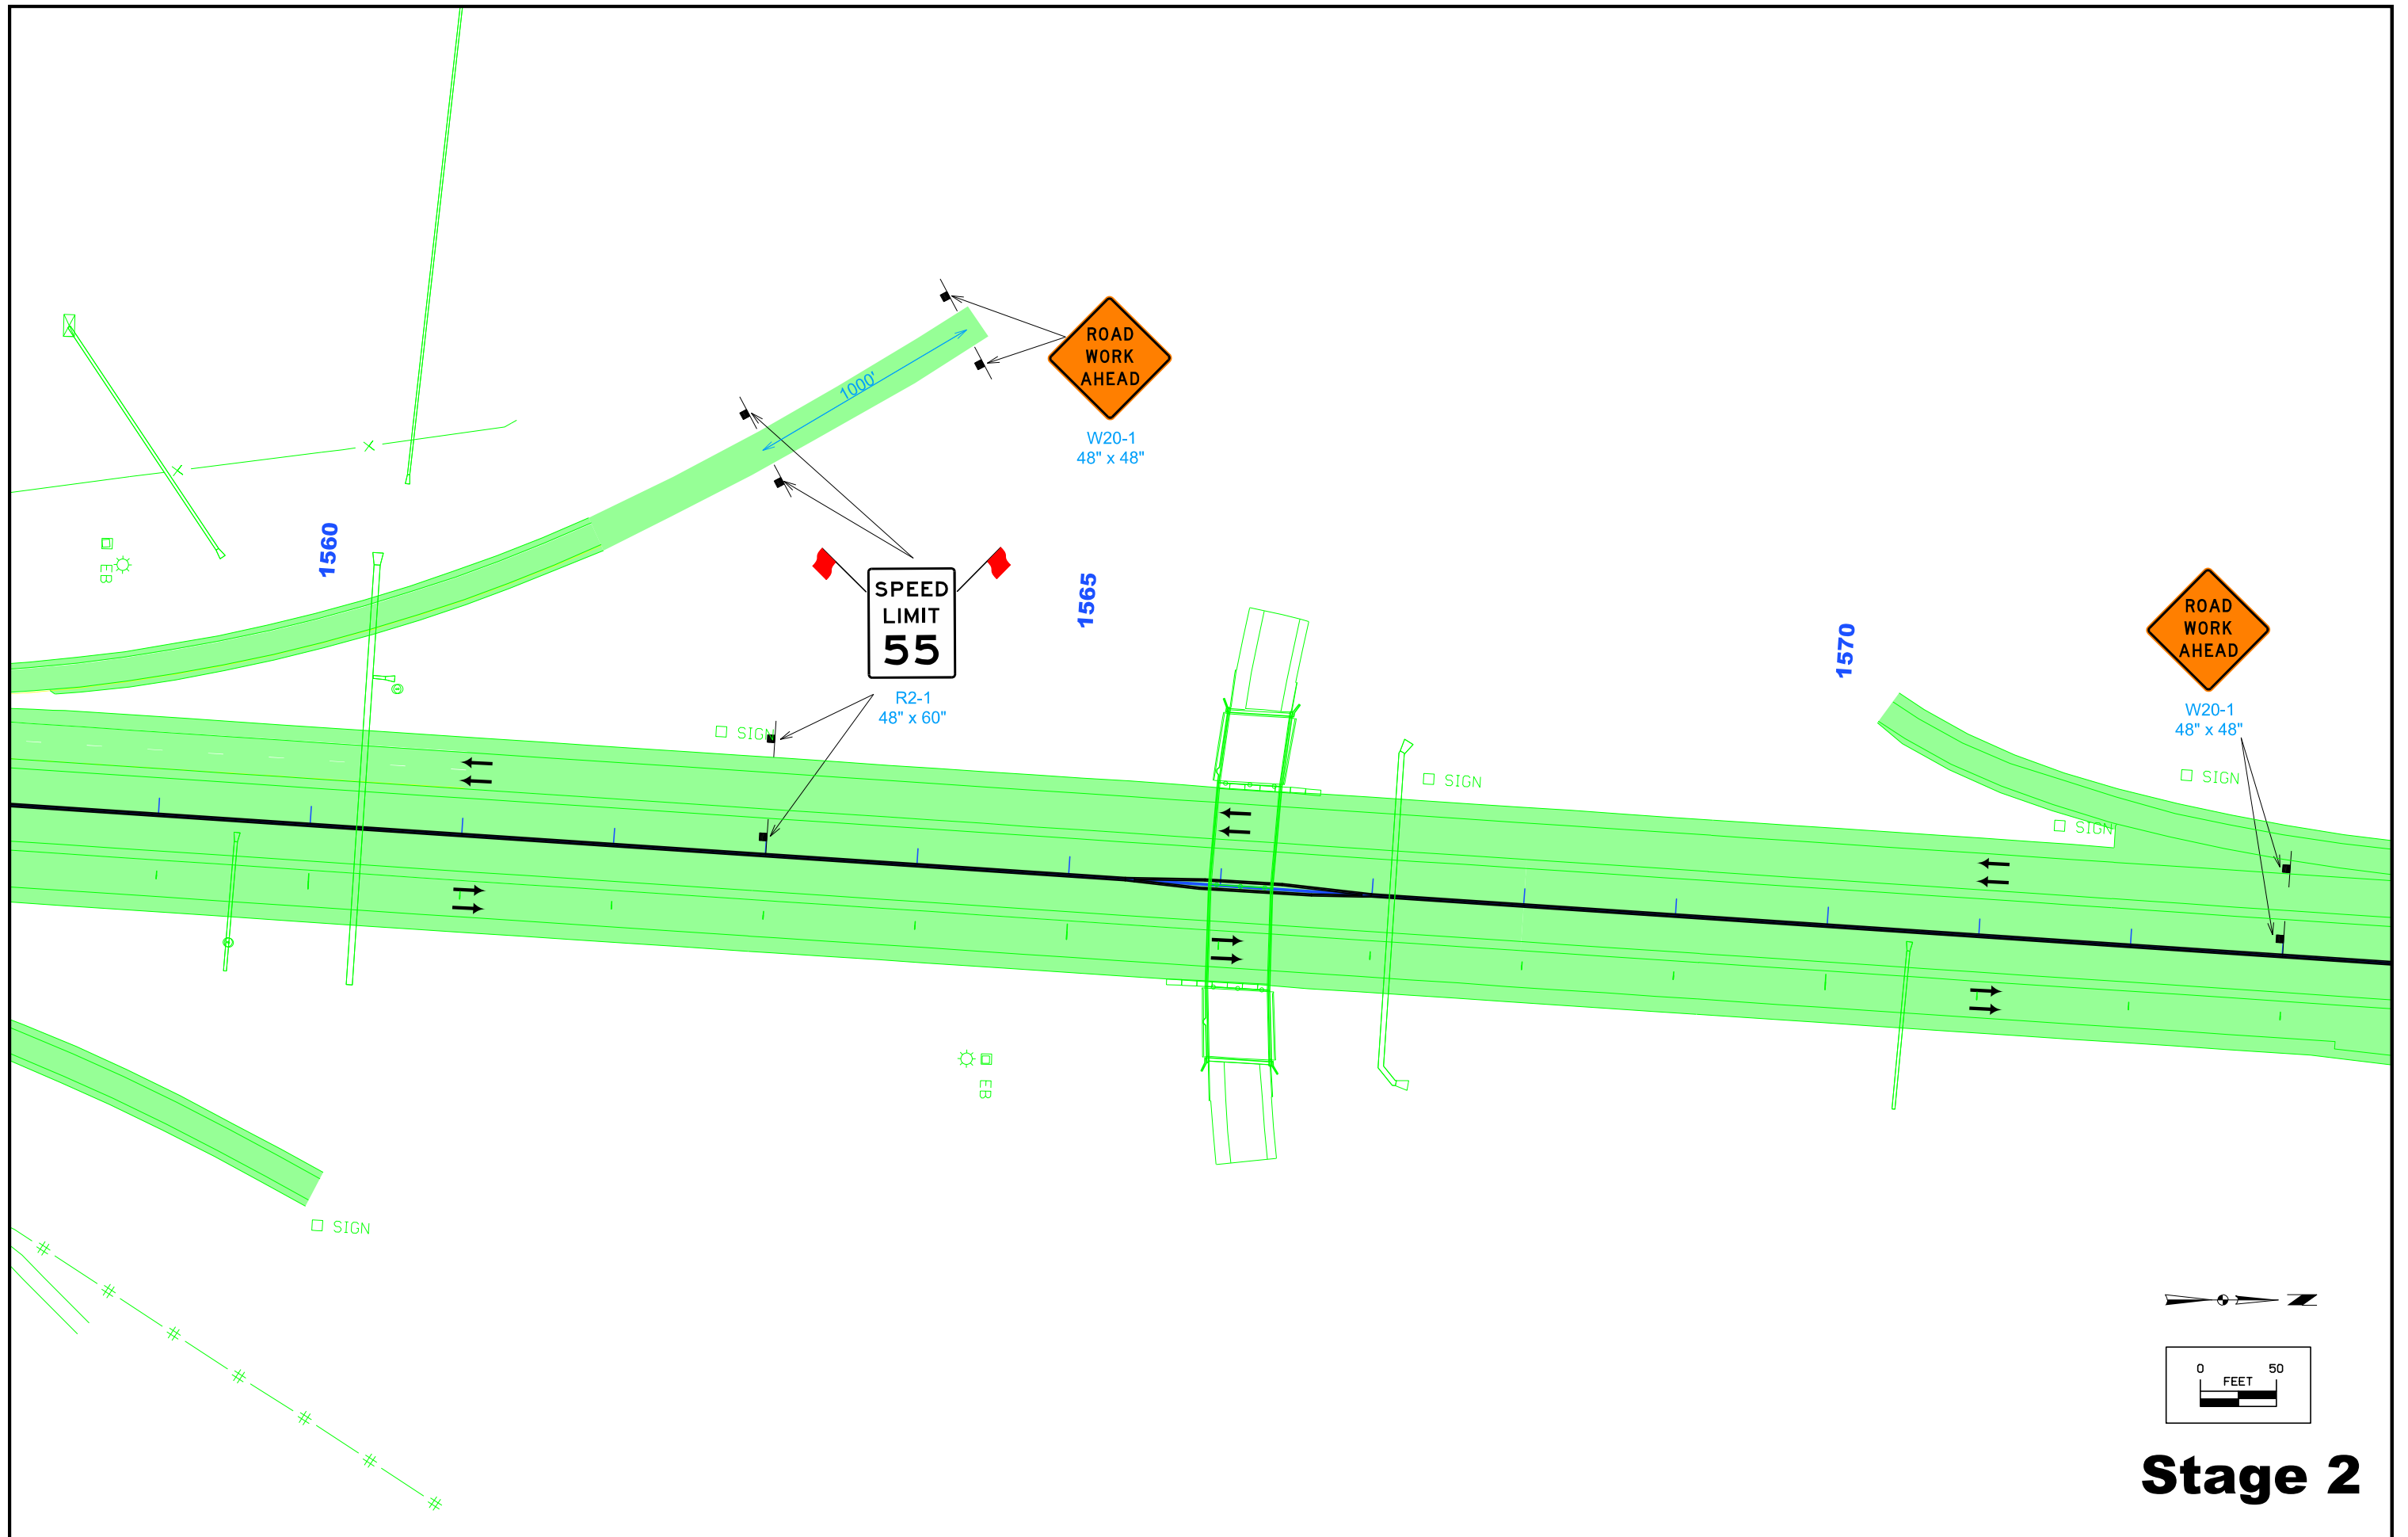 ROAD
WORK
AHEAD
W20-1
48" x 48"
1000'
1560
EB
SPEED
LIMIT
55
R2-1
48" x 60"
1565
1570
ROAD
WORK
AHEAD
W20-1
48" x 48"
SIGN
SIGN
SIGN
SIGN
EB
SIGN
N
0 50
FEET
Stage 2